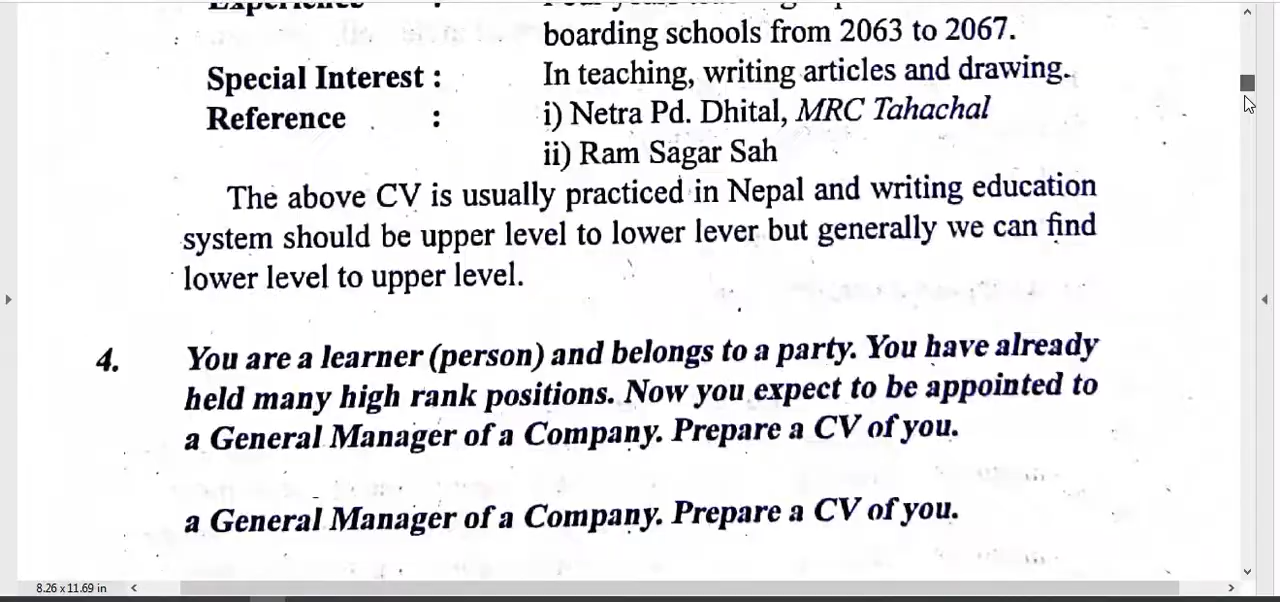 Experience :
boarding schools from 2063 to 2067.
Special Interest : In teaching, writing articles and drawing.
Reference : i) Netra Pd. Dhital, MRC Tahachal
ii) Ram Sagar Sah
The above CV is usually practiced in Nepal and writing education
system should be upper level to lower lever but generally we can find
lower level to upper level.
4. You are a learner (person) and belongs to a party. You have already
held many high rank positions. Now you expect to be appointed to
a General Manager of a Company. Prepare a CV of you.
a General Manager of a Company. Prepare a CV of you.
8.26 x 11.69 in